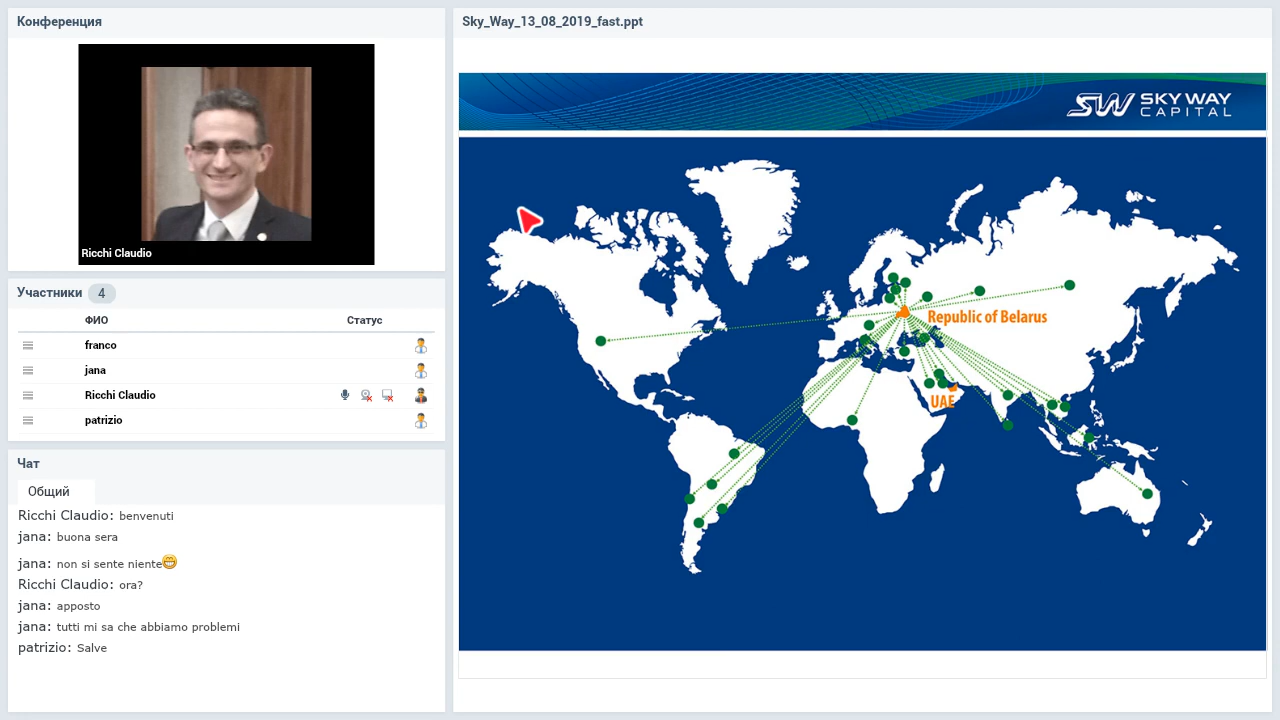 Конференция
Ricchi Claudio
Участники 4
ФИО Статус
franco
jana
Ricchi Claudio
patrizio
Чат
Общий
Ricchi Claudio: benvenuti
jana: buona sera
jana: non si sente niente
Ricchi Claudio: ora?
jana: apposto
jana: tutti mi sa che abbiamo problemi
patrizio: Salve
Sky_Way_13_08_2019_fast.ppt
SW SKY WAY
CAPITAL
Republic of Belarus
UAE